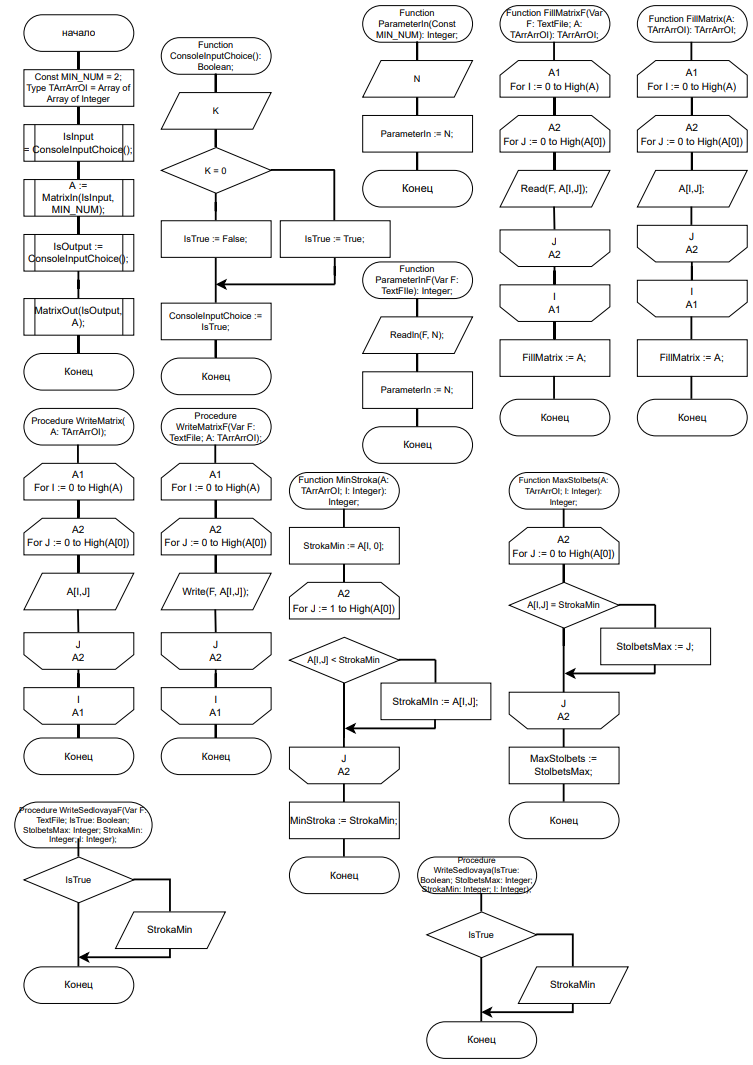 начало
Const MIN_NUM = 2;
Type TArrArrOI = Array of
Array of Integer
IsInput
= ConsoleInputChoice();
A :=
MatrixIn(IsInput,
MIN_NUM);
IsOutput :=
ConsoleInputChoice();
MatrixOut(IsOutput,
A);
Конец
Function
ConsoleInputChoice():
Boolean;
K
K = 0
IsTrue := False;
IsTrue := True;
ConsoleInputChoice :=
IsTrue;
Конец
Function
ParameterIn(Const
MIN_NUM): Integer;
N
ParameterIn := N;
Конец
Function
ParameterInF(Var F:
TextFIle): Integer;
Readln(F, N);
ParameterIn := N;
Конец
Function FillMatrixF(Var
F: TextFile; A:
TArrArrOI): TArrArrOI;
A1
For I := 0 to High(A)
A2
For J := 0 to High(A[0])
Read(F, A[I,J]);
J
A2
I
A1
FillMatrix := A;
Конец
Function FillMatrix(A:
TArrArrOI): TArrArrOI;
A1
For I := 0 to High(A)
A2
For J := 0 to High(A[0])
A[I,J];
J
A2
I
A1
FillMatrix := A;
Конец
Procedure WriteMatrix(
A: TArrArrOI);
A1
For I := 0 to High(A)
A2
For J := 0 to High(A[0])
A[I,J]
J
A2
I
A1
Конец
Procedure
WriteMatrixF(Var F:
TextFile; A: TArrArrOI);
A1
For I := 0 to High(A)
A2
For J := 0 to High(A[0])
Write(F, A[I,J]);
J
A2
I
A1
Конец
Function MinStroka(A:
TArrArrOI; I: Integer):
Integer;
StrokaMin := A[I, 0];
A2
For J := 1 to High(A[0])
A[I,J] < StrokaMin
StrokaMIn := A[I,J];
J
A2
MinStroka := StrokaMin;
Конец
Function MaxStolbets(A:
TArrArrOI; I: Integer):
Integer;
A2
For J := 0 to High(A[0])
A[I,J] = StrokaMin
StolbetsMax := J;
J
A2
MaxStolbets :=
StolbetsMax;
Конец
Procedure WriteSedlovayaF(Var F:
TextFile; IsTrue: Boolean;
StolbetsMax: Integer; StrokaMin:
Integer; I: Integer);
IsTrue
StrokaMin
Конец
Procedure
WriteSedlovaya(IsTrue:
Boolean; StolbetsMax: Integer;
StrokaMin: Integer; I: Integer);
IsTrue
StrokaMin
Конец